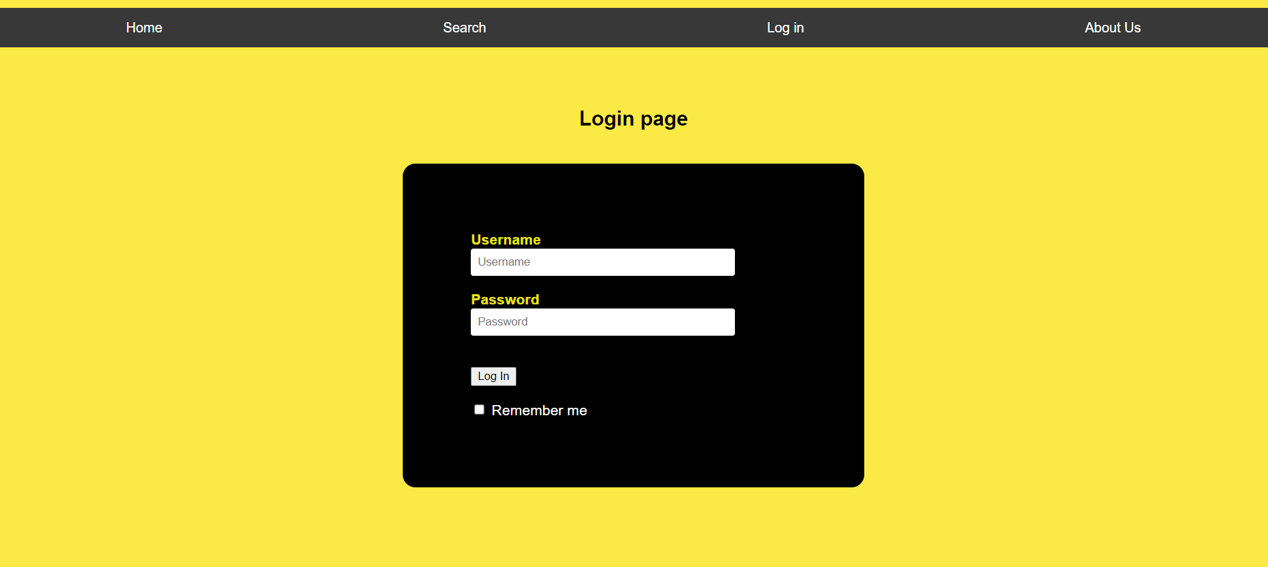 Home Search Log in About Us
Login page
Username
Username
Password
Password
Log In
Remember me